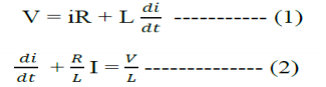 V = iR + L di/dt ----------- (1)
di/dt + R/L I = V/L -------------- (2)